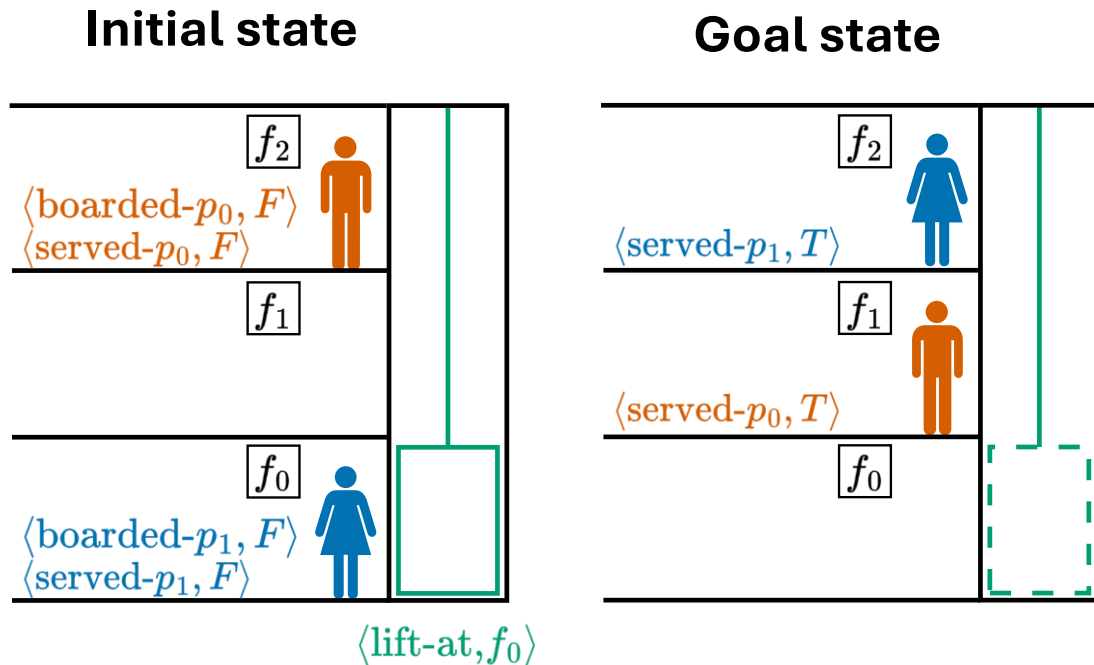 Initial state
f₂
⟨boarded-p₀, F⟩
⟨served-p₀, F⟩
f₁
f₀
⟨boarded-p₁, F⟩
⟨served-p₁, F⟩
⟨lift-at, f₀⟩
Goal state
f₂
⟨served-p₁, T⟩
f₁
⟨served-p₀, T⟩
f₀